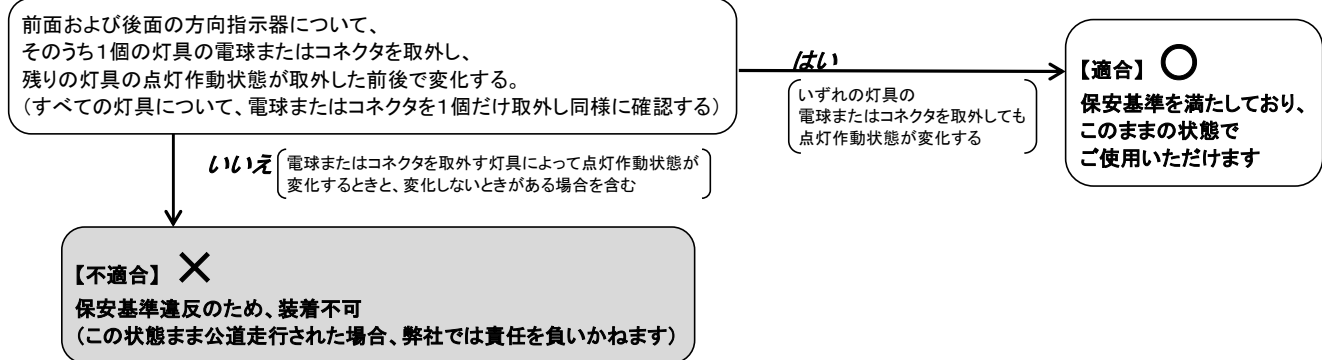 前面および後面の方向指示器について、
そのうち1個の灯具の電球またはコネクタを取外し、
残りの灯具の点灯作動状態が取外した前後で変化する。
(すべての灯具について、電球またはコネクタを1個だけ取外し同様に確認する)
はい
いずれの灯具の
電球またはコネクタを取外しても
点灯作動状態が変化する
【適合】 ○
保安基準を満たしており、
このままの状態で
ご使用いただけます
いいえ
電球またはコネクタを取外す灯具によって点灯作動状態が
変化するときと、変化しないときがある場合を含む
【不適合】 ×
保安基準違反のため、装着不可
(この状態まま公道走行された場合、弊社では責任を負いかねます)